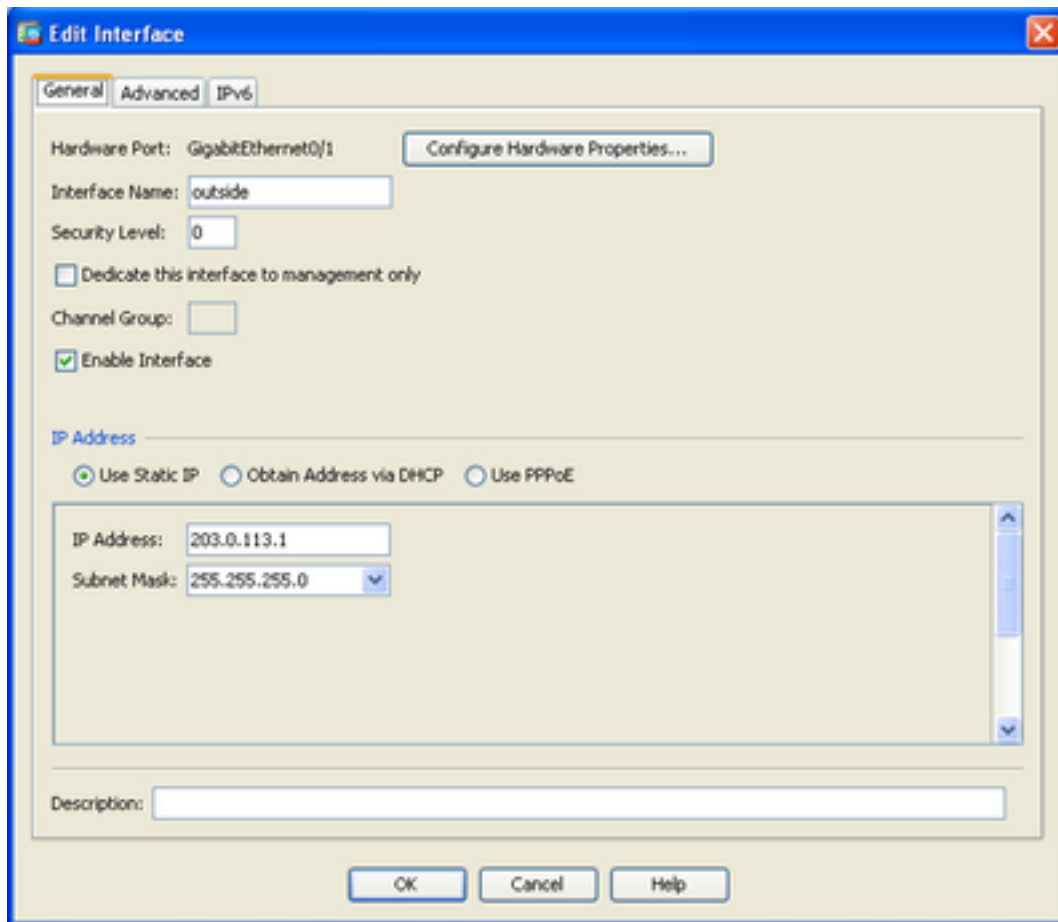 Edit Interface
General Advanced IPv6
Hardware Port: GigabitEthernet0/1 Configure Hardware Properties...
Interface Name: outside
Security Level: 0
Dedicate this interface to management only
Channel Group:
Enable Interface
IP Address
Use Static IP Obtain Address via DHCP Use PPPoE
IP Address: 203.0.113.1
Subnet Mask: 255.255.255.0
Description:
OK Cancel Help